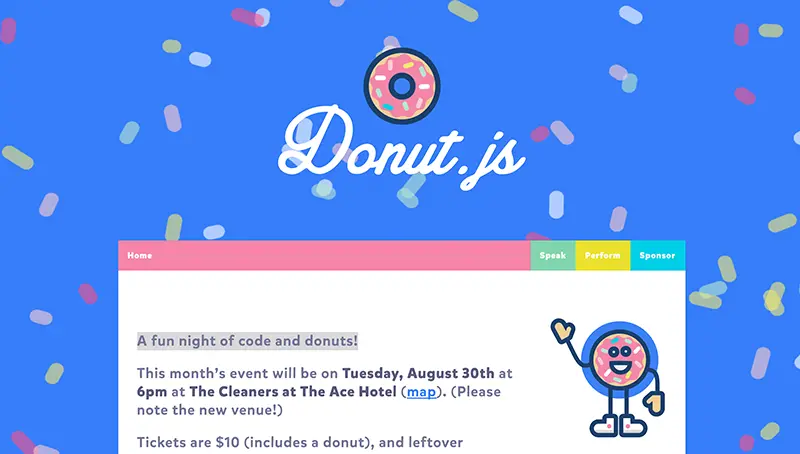 Donut.js
Home Speak Perform Sponsor
A fun night of code and donuts!
This month’s event will be on Tuesday, August 30th at
6pm at The Cleaners at The Ace Hotel (map). (Please
note the new venue!)
Tickets are $10 (includes a donut), and leftover